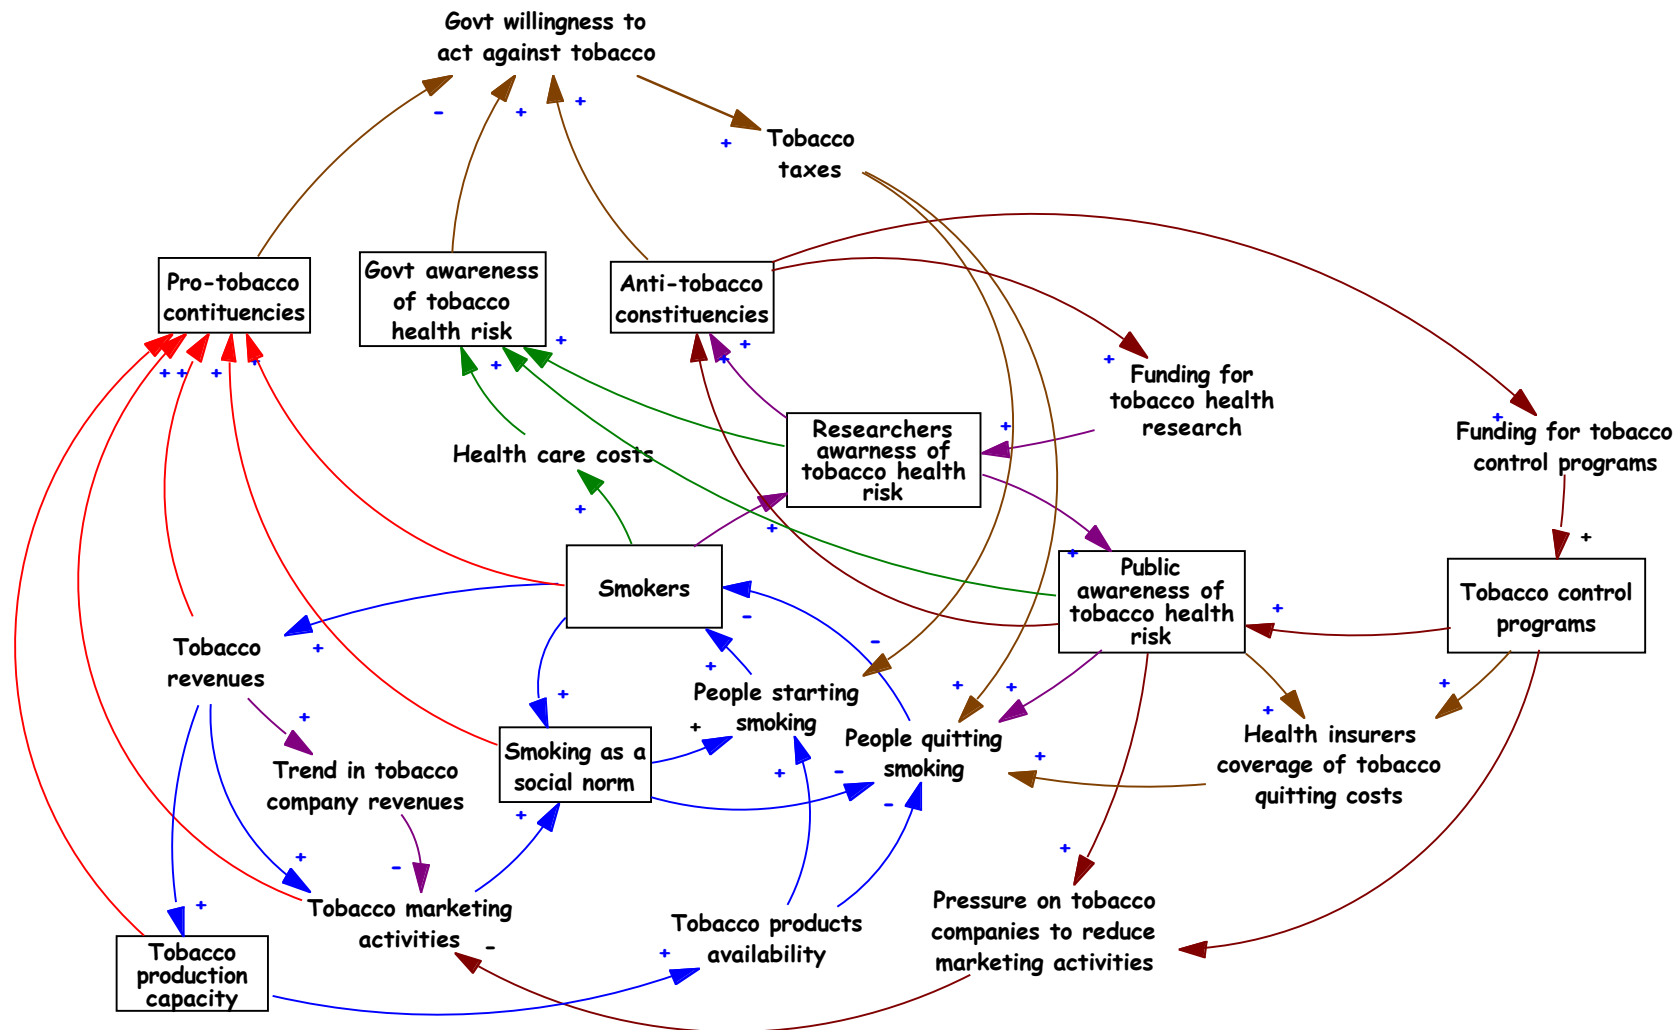 Govt willingness to
act against tobacco
Tobacco
taxes
Pro-tobacco
contituencies
Govt awareness
of tobacco
health risk
Anti-tobacco
constituencies
Funding for
tobacco health
research
Funding for tobacco
control programs
Health care costs
Researchers
awarness of
tobacco health
risk
Smokers
Public
awareness of
tobacco health
risk
Tobacco control
programs
Tobacco
revenues
People starting
smoking
People quitting
smoking
Smoking as a
social norm
Health insurers
coverage of tobacco
quitting costs
Trend in tobacco
company revenues
Tobacco marketing
activities
Tobacco products
availability
Pressure on tobacco
companies to reduce
marketing activities
Tobacco
production
capacity